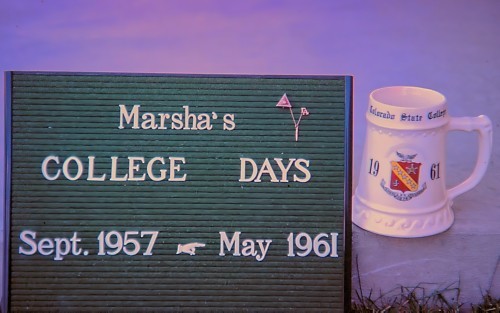 Marsha's
COLLEGE DAYS
Sept. 1957 ☞ May 1961
Colorado State College
19 61